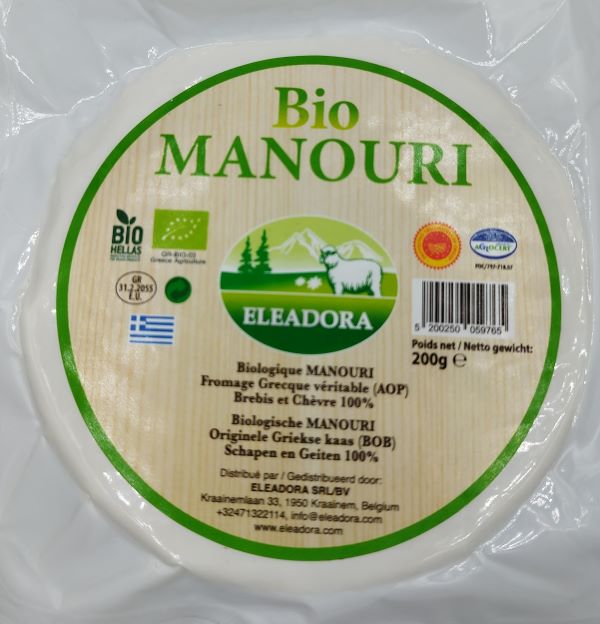 Bio
MANOURI
BIO
HELLAS
GR-BIO-03
Greece Agriculture
GR
31.2.2055
E.U.
ELEADORA
AGROCERT
5 200250 059765
Poids net / Netto gewicht:
200g e
Biologique MANOURI
Fromage Grecque véritable (AOP)
Brebis et Chèvre 100%
Biologische MANOURI
Originele Griekse kaas (BOB)
Schapen en Geiten 100%
Distribué par / Gedistribueerd door:
ELEADORA SRL/BV
Kraainemlaan 33, 1950 Kraainem, Belgium
+32471322114, info@eleadora.com
www.eleadora.com